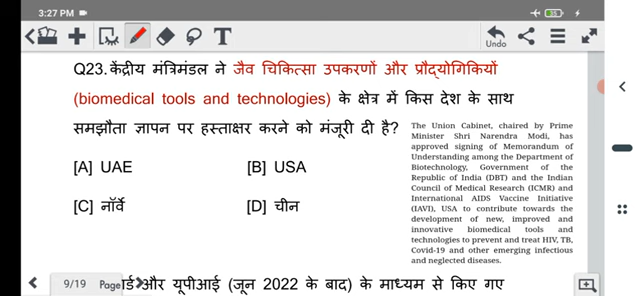 3:27 PM
35
T
Undo
Q23.केंद्रीय मंत्रिमंडल ने जैव चिकित्सा उपकरणों और प्रौद्योगिकियों
(biomedical tools and technologies) के क्षेत्र में किस देश के साथ
समझौता ज्ञापन पर हस्ताक्षर करने को मंजूरी दी है?
[A] UAE
[B] USA
[C] नॉर्वे
[D] चीन
The Union Cabinet, chaired by Prime
Minister Shri Narendra Modi, has
approved signing of Memorandum of
Understanding among the Department of
Biotechnology, Government of the
Republic of India (DBT) and the Indian
Council of Medical Research (ICMR) and
International AIDS Vaccine Initiative
(IAVI), USA to contribute towards the
development of new, improved and
innovative biomedical tools and
technologies to prevent and treat HIV, TB,
Covid-19 and other emerging infectious
and neglected diseases.
9/19 Page
और यूपीआई (जून 2022 के बाद) के माध्यम से किए गए